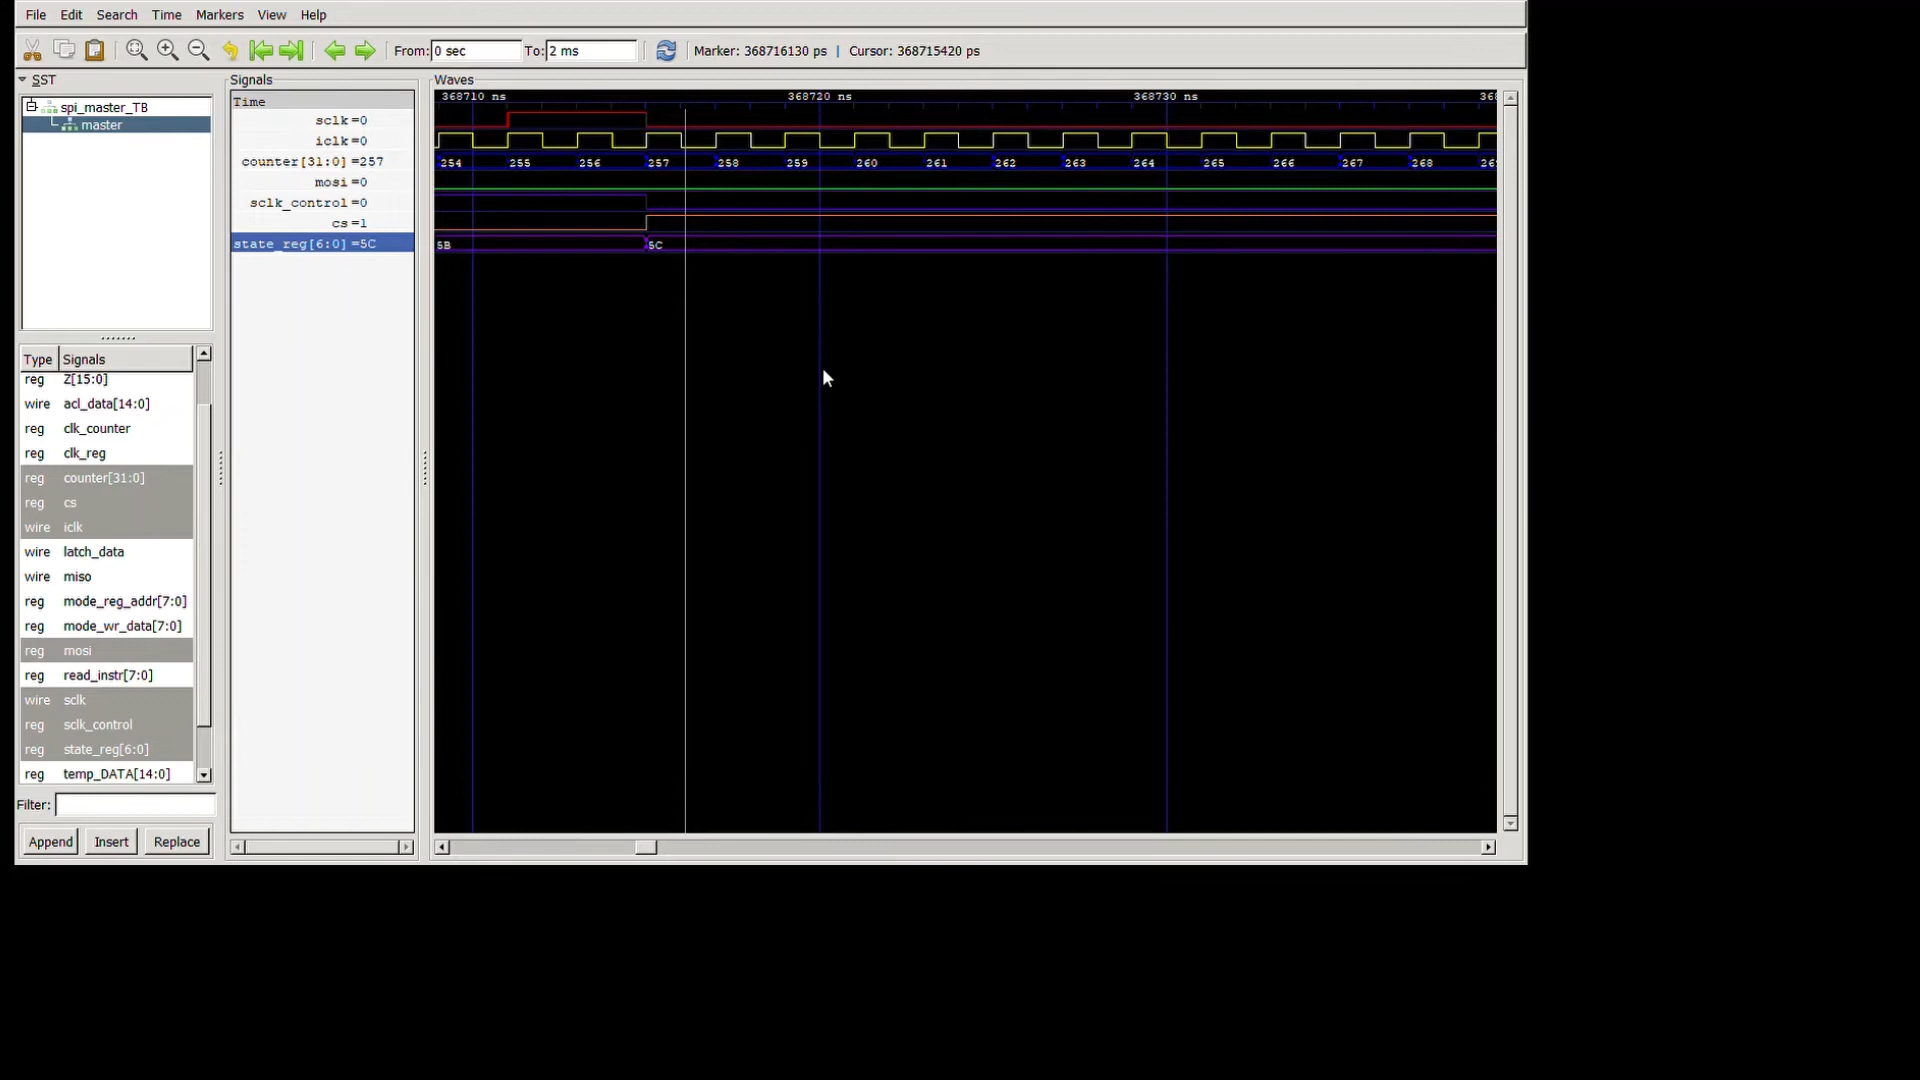 File Edit Search Time Markers View Help
From: 0 sec To: 2 ms Marker: 368716130 ps | Cursor: 368715420 ps
SST
spi_master_TB
master
Type Signals
reg Z[15:0]
wire acl_data[14:0]
reg clk_counter
reg clk_reg
reg counter[31:0]
reg cs
wire iclk
wire latch_data
wire miso
reg mode_reg_addr[7:0]
reg mode_wr_data[7:0]
reg mosi
reg read_instr[7:0]
wire sclk
reg sclk_control
reg state_reg[6:0]
reg temp_DATA[14:0]
Filter:
Append Insert Replace
Signals
Time
sclk=0
iclk=0
counter[31:0]=257
mosi=0
sclk_control=0
cs=1
state_reg[6:0]=5C
Waves
368710 ns 368720 ns 368730 ns
254 255 256 257 258 259 260 261 262 263 264 265 266 267 268
5B 5C